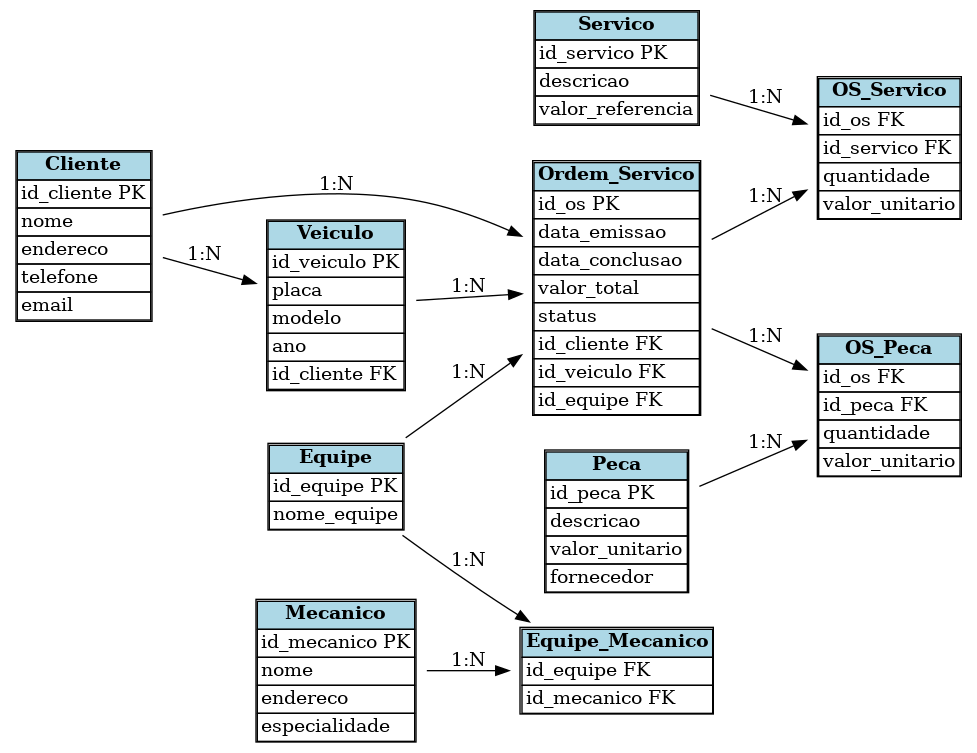 Servico
id_servico PK
descricao
valor_referencia
1:N
OS_Servico
id_os FK
id_servico FK
quantidade
valor_unitario
Cliente
id_cliente PK
nome
endereco
telefone
email
1:N
1:N
Veiculo
id_veiculo PK
placa
modelo
ano
id_cliente FK
1:N
Ordem_Servico
id_os PK
data_emissao
data_conclusao
valor_total
status
id_cliente FK
id_veiculo FK
id_equipe FK
1:N
1:N
OS_Peca
id_os FK
id_peca FK
quantidade
valor_unitario
1:N
Equipe
id_equipe PK
nome_equipe
1:N
Peca
id_peca PK
descricao
valor_unitario
fornecedor
1:N
Mecanico
id_mecanico PK
nome
endereco
especialidade
1:N
Equipe_Mecanico
id_equipe FK
id_mecanico FK